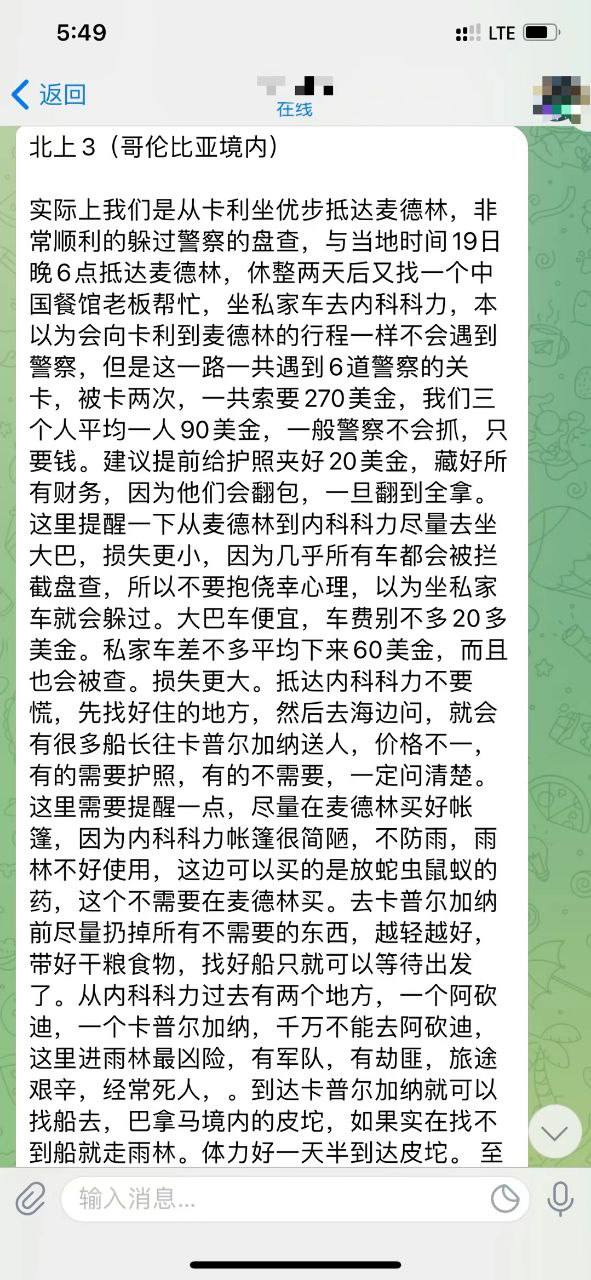 5:49
LTE
返回
在线
北上3（哥伦比亚境内）
实际上我们是从卡利坐优步抵达麦德林，非
常顺利的躲过警察的盘查，与当地时间19日
晚6点抵达麦德林，休整两天后又找一个中
国餐馆老板帮忙，坐私家车去内科科力，本
以为会向卡利到麦德林的行程一样不会遇到
警察，但是这一路一共遇到6道警察的关
卡，被卡两次，一共索要270美金，我们三
个人平均一人90美金，一般警察不会抓，只
要钱。建议提前给护照夹好20美金，藏好所
有财务，因为他们会翻包，一旦翻到全拿。
这里提醒一下从麦德林到内科科力尽量去坐
大巴，损失更小，因为几乎所有车都会被拦
截盘查，所以不要抱侥幸心理，以为坐私家
车就会躲过。大巴车便宜，车费别不多20多
美金。私家车差不多平均下来60美金，而且
也会被查。损失更大。抵达内科科力不要
慌，先找好住的地方，然后去海边问，就会
有很多船长往卡普尔加纳送人，价格不一，
有的需要护照，有的不需要，一定问清楚。
这里需要提醒一点，尽量在麦德林买好帐
篷，因为内科科力帐篷很简陋，不防雨，雨
林不好使用，这边可以买的是放蛇虫鼠蚁的
药，这个不需要在麦德林买。去卡普尔加纳
前尽量扔掉所有不需要的东西，越轻越好，
带好干粮食物，找好船只就可以等待出发
了。从内科科力过去有两个地方，一个阿砍
迪，一个卡普尔加纳，千万不能去阿砍迪，
这里进雨林最凶险，有军队，有劫匪，旅途
艰辛，经常死人，。到达卡普尔加纳就可以
找船去，巴拿马境内的皮坨，如果实在找不
到船就走雨林。体力好一天半到达皮坨。 至
输入消息...